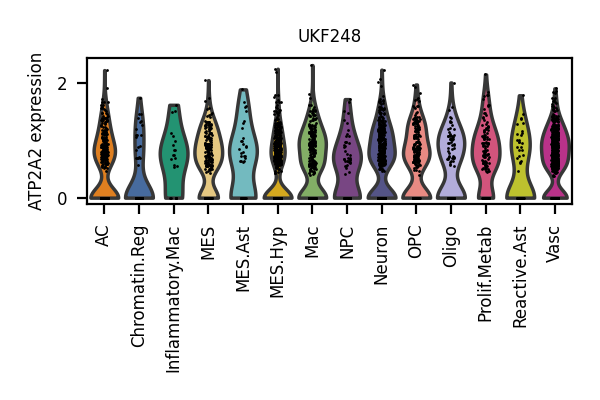 UKF248
ATP2A2 expression
2
0
AC
Chromatin.Reg
Inflammatory.Mac
MES
MES.Ast
MES.Hyp
Mac
NPC
Neuron
OPC
Oligo
Prolif.Metab
Reactive.Ast
Vasc